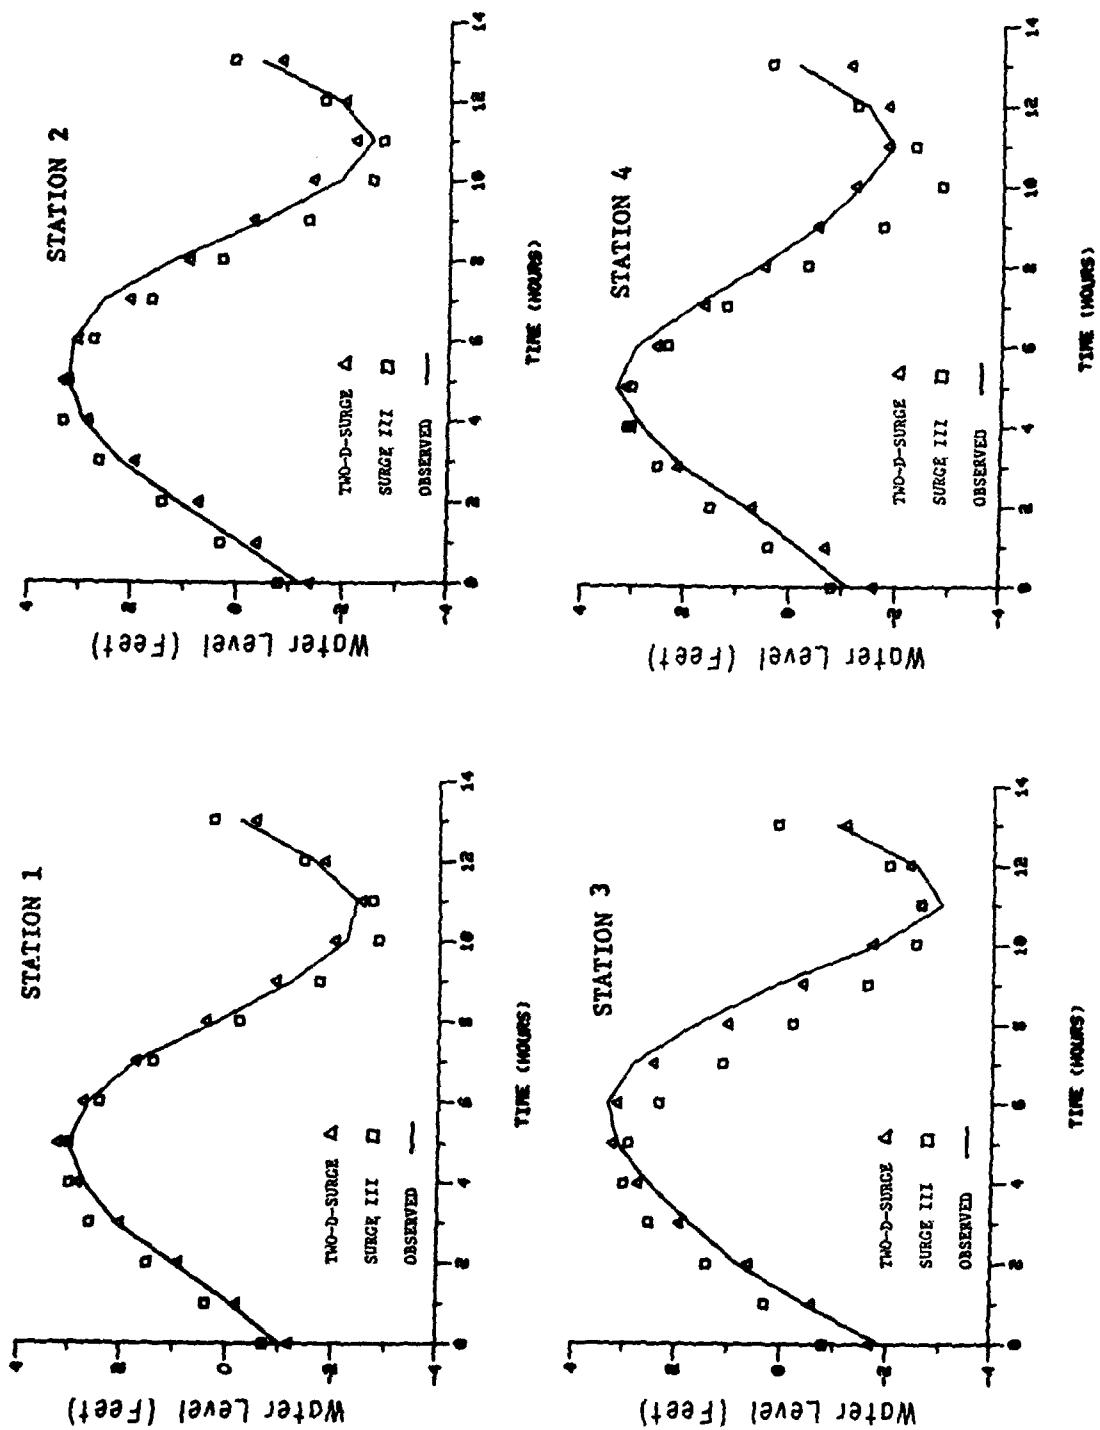 STATION 1
Water Level (Feet)
4
2
0
-2
-4
TWO-D-SURGE
SURGE III
OBSERVED
0
2
4
6
8
10
12
14
TIME (HOURS)
STATION 2
Water Level (Feet)
4
2
0
-2
-4
TWO-D-SURGE
SURGE III
OBSERVED
0
2
4
6
8
10
12
14
TIME (HOURS)
STATION 3
Water Level (Feet)
4
2
0
-2
-4
TWO-D-SURGE
SURGE III
OBSERVED
0
2
4
6
8
10
12
14
TIME (HOURS)
STATION 4
Water Level (Feet)
4
2
0
-2
-4
TWO-D-SURGE
SURGE III
OBSERVED
0
2
4
6
8
10
12
14
TIME (HOURS)